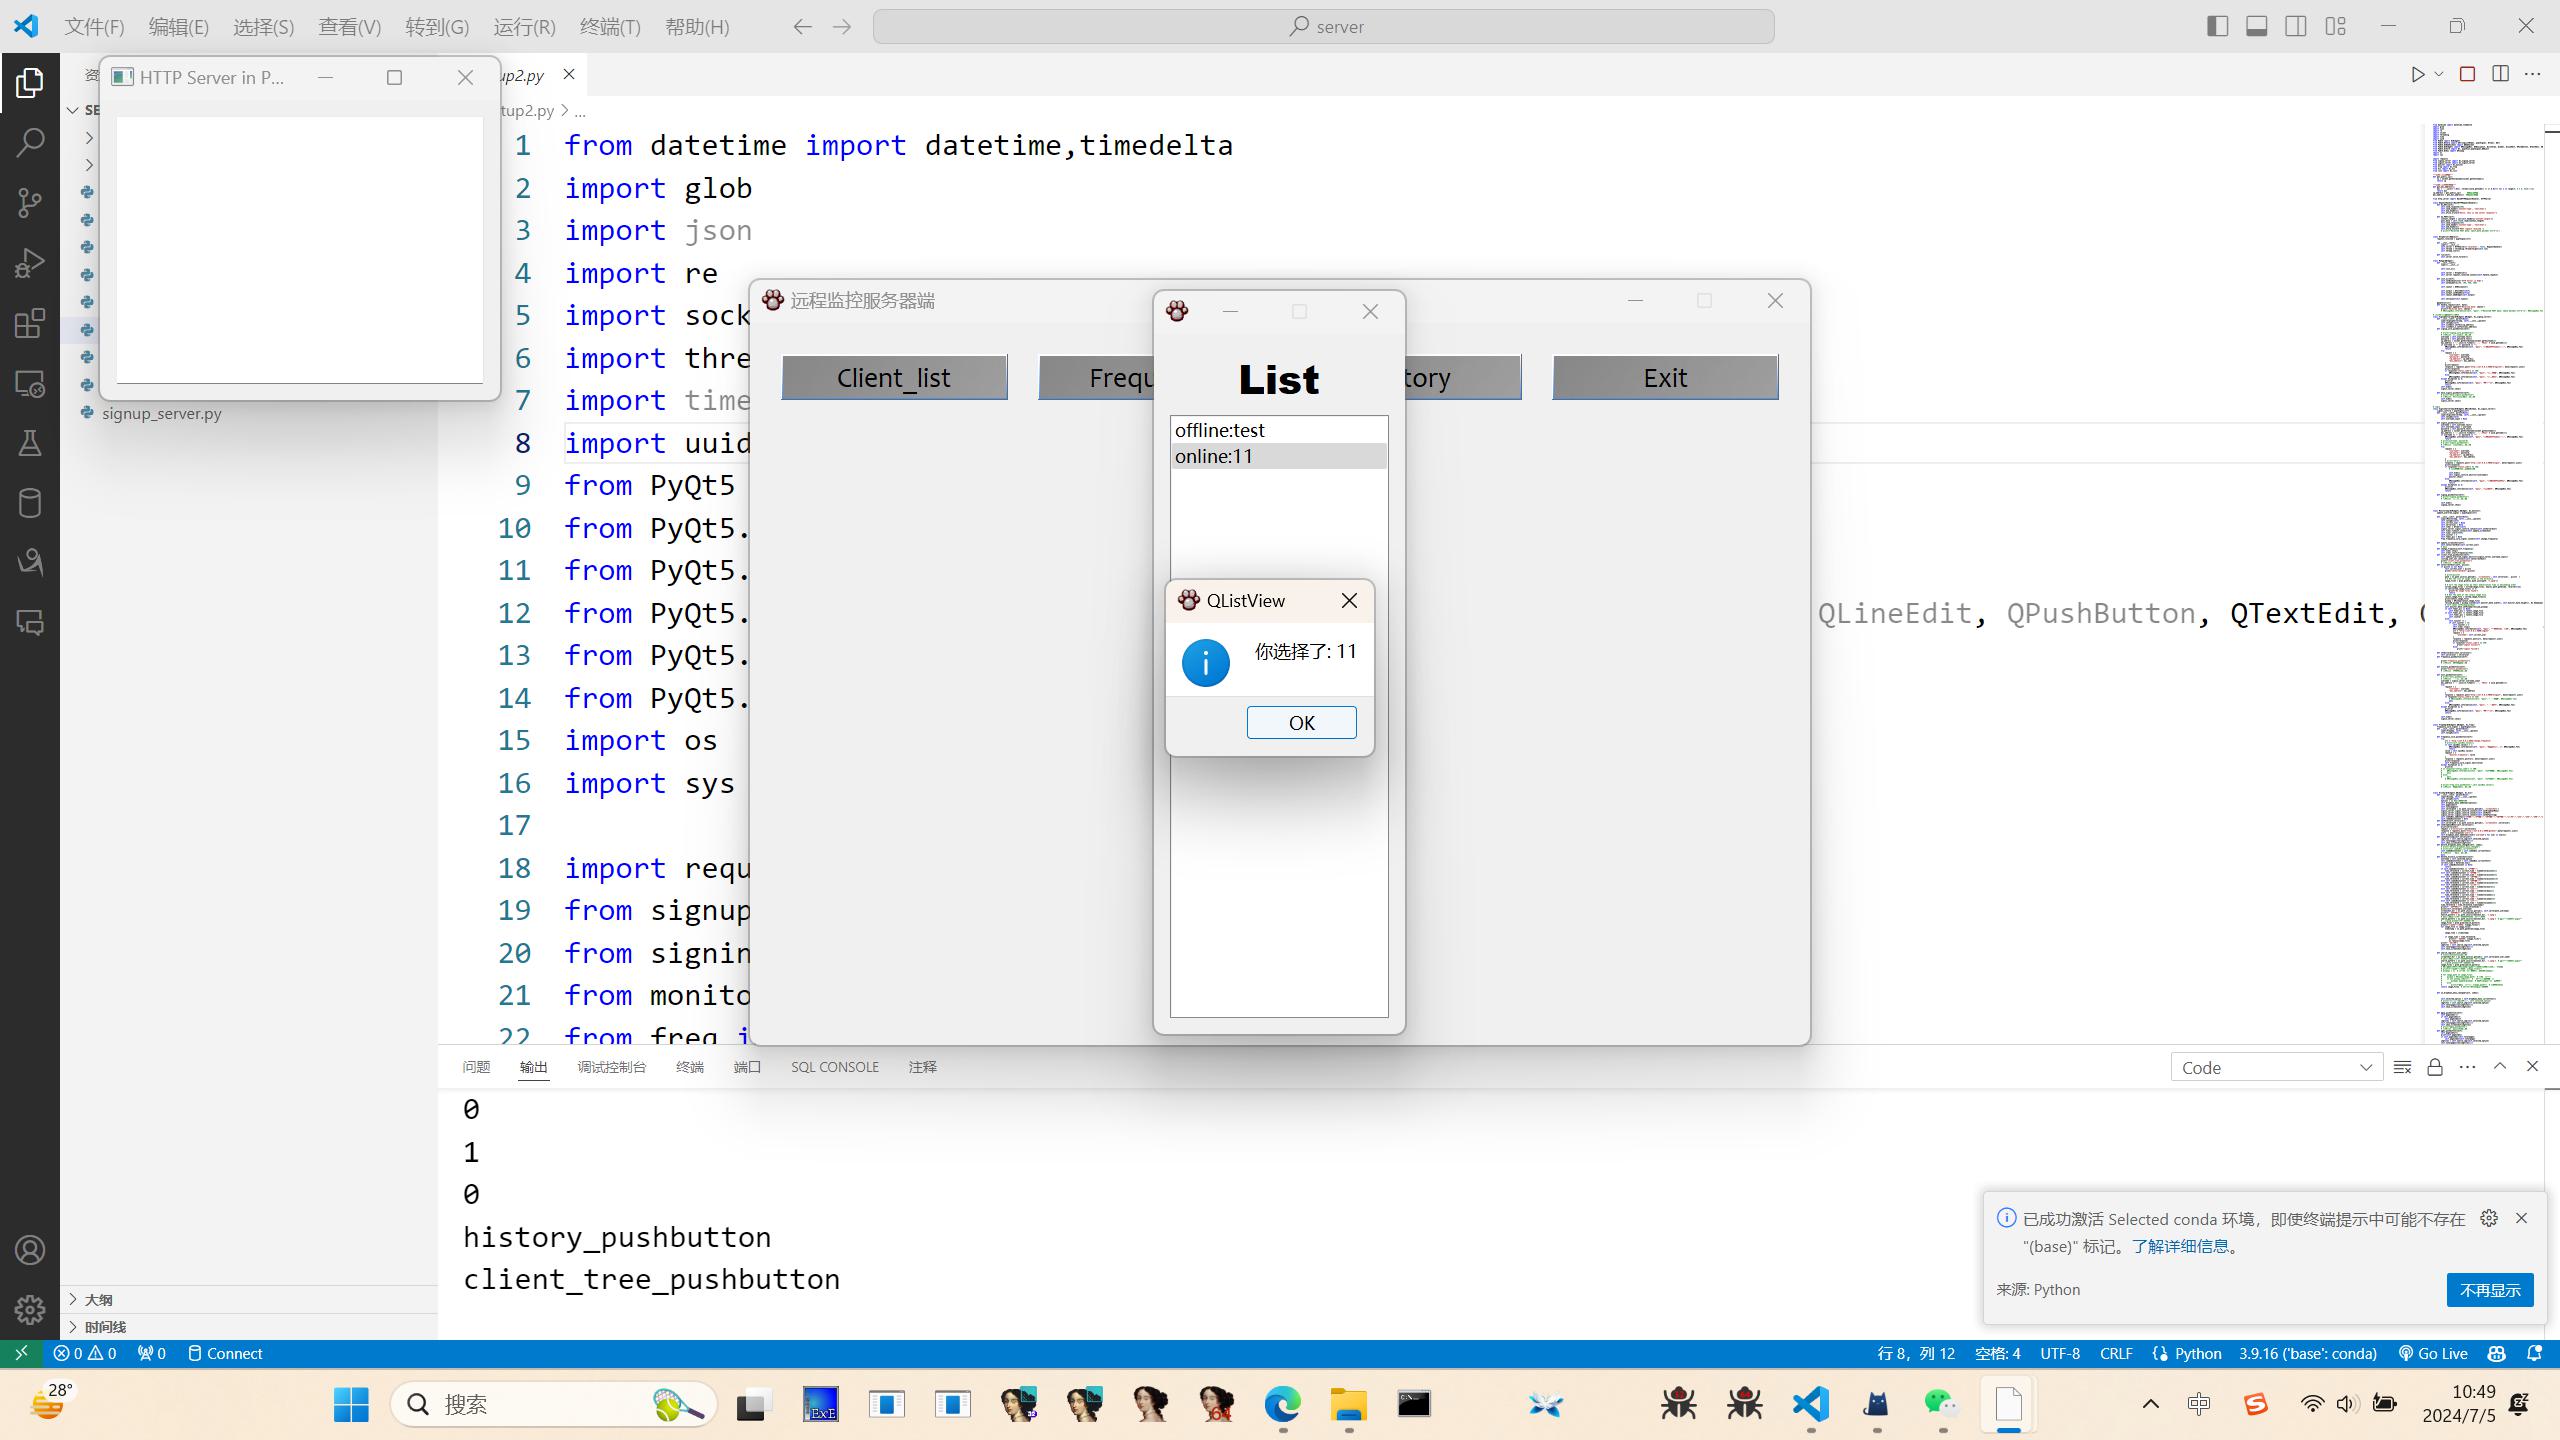 文件(F) 编辑(E) 选择(S) 查看(V) 转到(G) 运行(R) 终端(T) 帮助(H)
server
HTTP Server in P...
up2.py
tup2.py > ...
signup_server.py
大纲
时间线
1 from datetime import datetime,timedelta
2 import glob
3 import json
4 import re
5 import sock
6 import thre
7 import time
8 import uuid
9 from PyQt5
10 from PyQt5.
11 from PyQt5.
12 from PyQt5.
QLineEdit, QPushButton, QTextEdit,
13 from PyQt5.
14 from PyQt5.
15 import os
16 import sys
17
18 import requ
19 from signup
20 from signin
21 from monito
22 from freq i
远程监控服务器端
Client_list
Frequ
tory
Exit
List
offline:test
online:11
QListView
你选择了: 11
OK
问题 输出 调试控制台 终端 端口 SQL CONSOLE 注释
Code
0
1
0
history_pushbutton
client_tree_pushbutton
已成功激活 Selected conda 环境，即使终端提示中可能不存在
"(base)" 标记。了解详细信息。
来源: Python
不再显示
0 0 0 Connect
行 8，列 12 空格: 4 UTF-8 CRLF Python 3.9.16 ('base': conda) Go Live
28°
搜索
ExE
64
中
10:49
2024/7/5